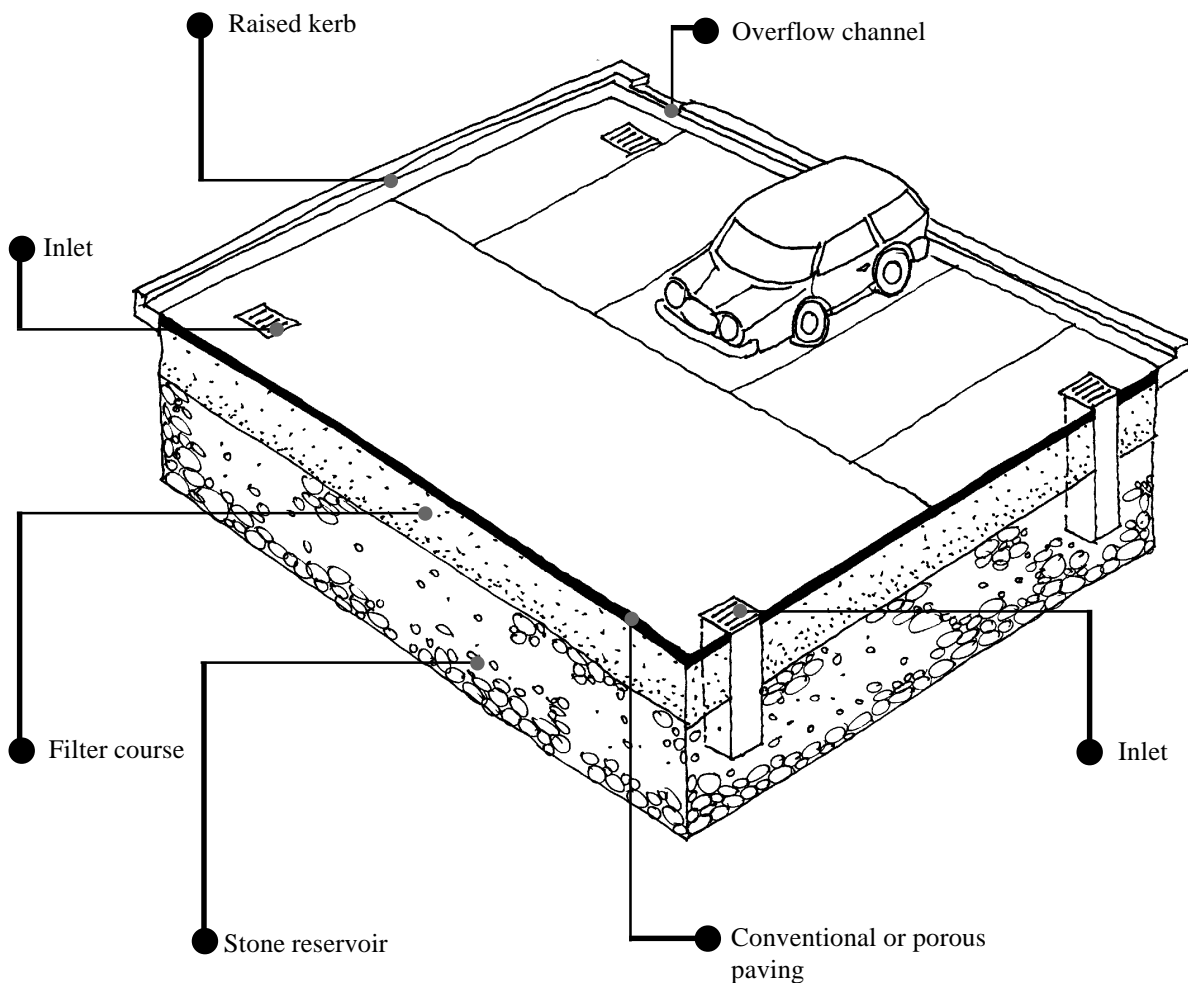 Raised kerb
Overflow channel
Inlet
Filter course
Inlet
Stone reservoir
Conventional or porous
paving